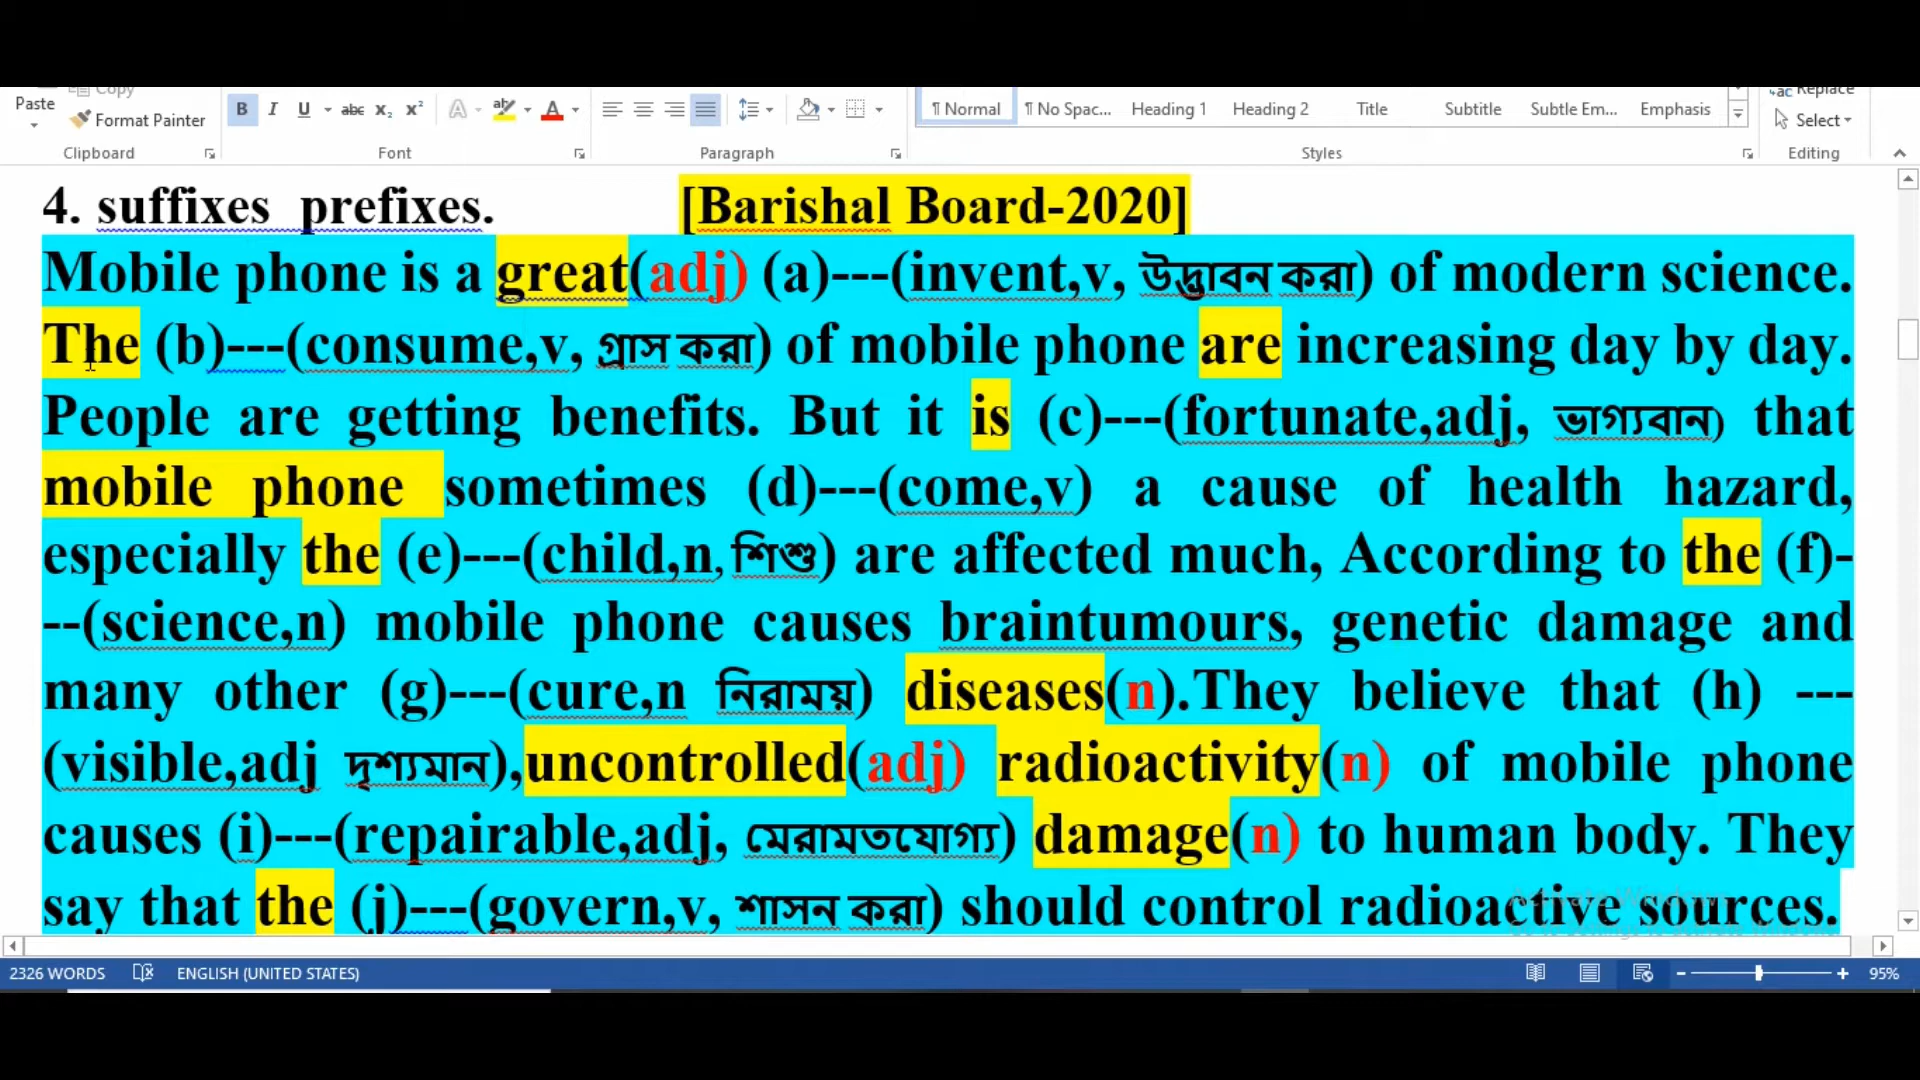 Copy
Replace
Paste
Format Painter
B I U abc x₂ x² A ab A
¶ Normal ¶ No Spac... Heading 1 Heading 2 Title Subtitle Subtle Em... Emphasis
Select
Clipboard Font Paragraph Styles Editing
4. suffixes prefixes. [Barishal Board-2020]
Mobile phone is a great(adj) (a)---(invent,v, উদ্ভাবন করা) of modern science.
The (b)---(consume,v, গ্রাস করা) of mobile phone are increasing day by day.
People are getting benefits. But it is (c)---(fortunate,adj, ভাগ্যবান) that
mobile phone sometimes (d)---(come,v) a cause of health hazard,
especially the (e)---(child,n, শিশু) are affected much, According to the (f)-
--(science,n) mobile phone causes braintumours, genetic damage and
many other (g)---(cure,n নিরাময়) diseases(n).They believe that (h) ---
(visible,adj দৃশ্যমান),uncontrolled(adj) radioactivity(n) of mobile phone
causes (i)---(repairable,adj, মেরামতযোগ্য) damage(n) to human body. They
say that the (j)---(govern,v, শাসন করা) should control radioactive sources.
Activate Windows
2326 WORDS ENGLISH (UNITED STATES) 95%